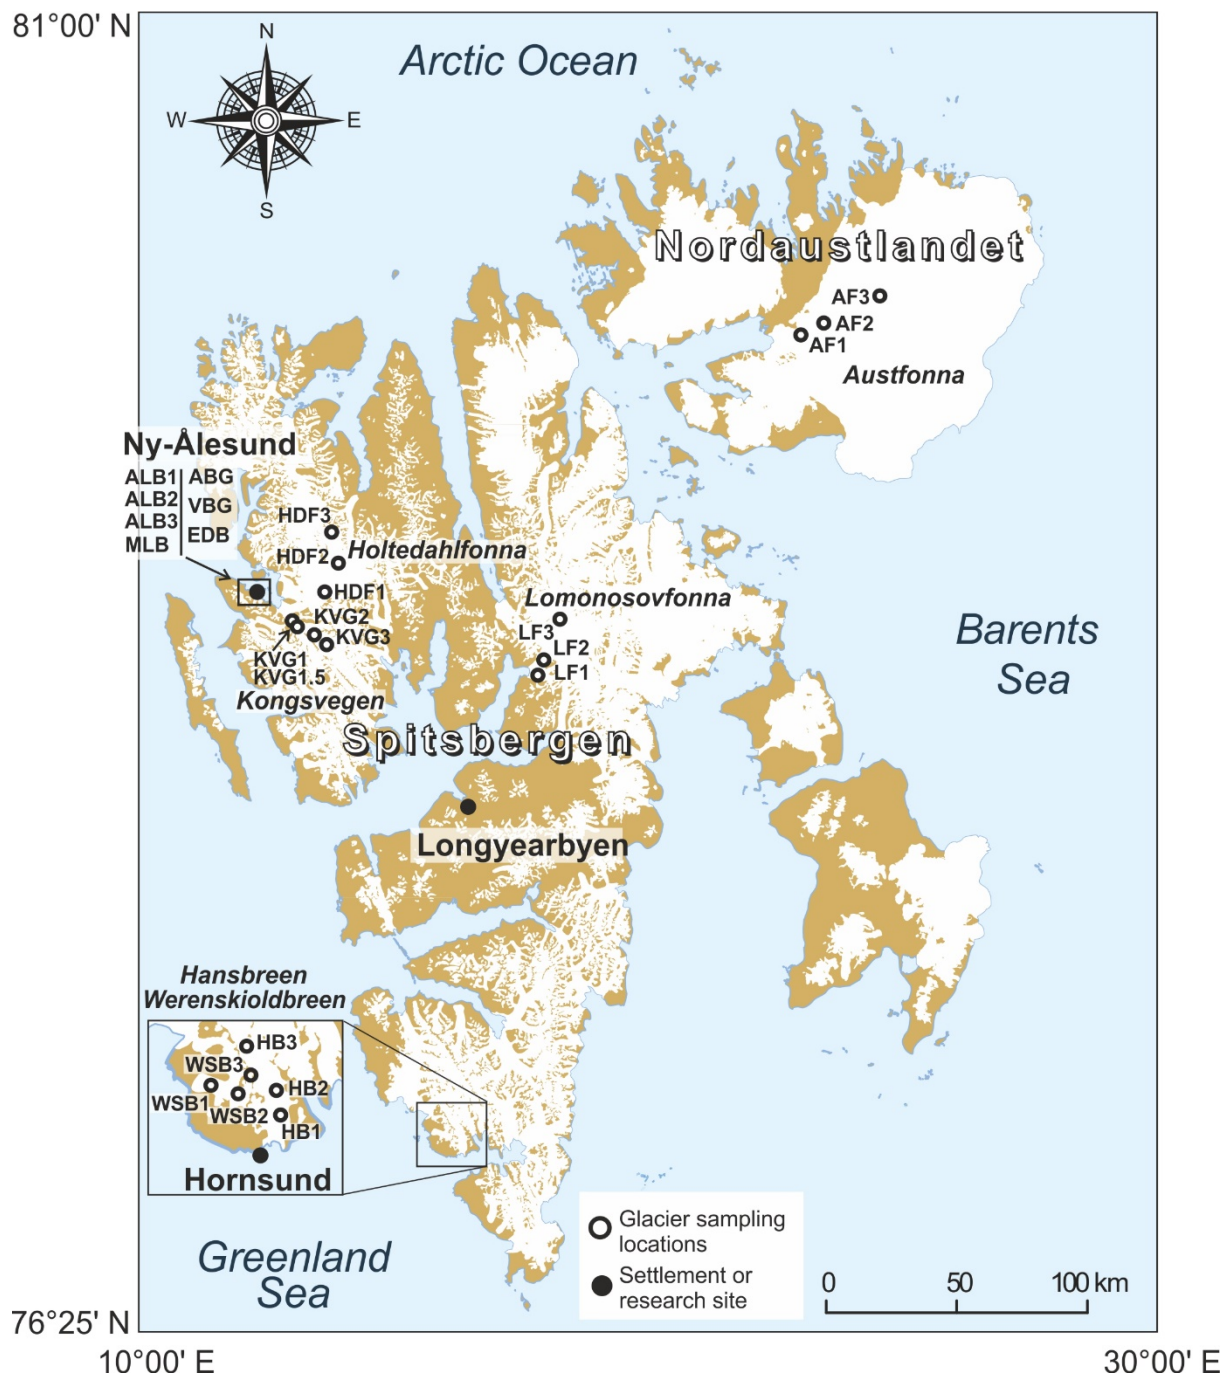 81°00' N
N
W
E
S
Arctic Ocean
Nordaustlandet
AF3
AF2
AF1
Austfonna
Ny-Ålesund
ALB1 ABG
ALB2 VBG
ALB3 EDB
MLB
HDF3
HDF2
Holtedahlfonna
HDF1
KVG2
KVG3
KVG1
KVG1.5
Kongsvegen
Lomonosovfonna
LF3
LF2
LF1
Barents
Sea
Spitsbergen
Longyearbyen
Hansbreen
Werenskioldbreen
HB3
WSB3
HB2
WSB1
WSB2
HB1
Hornsund
Greenland
Sea
Glacier sampling
locations
Settlement or
research site
0 50 100 km
76°25' N
10°00' E
30°00' E